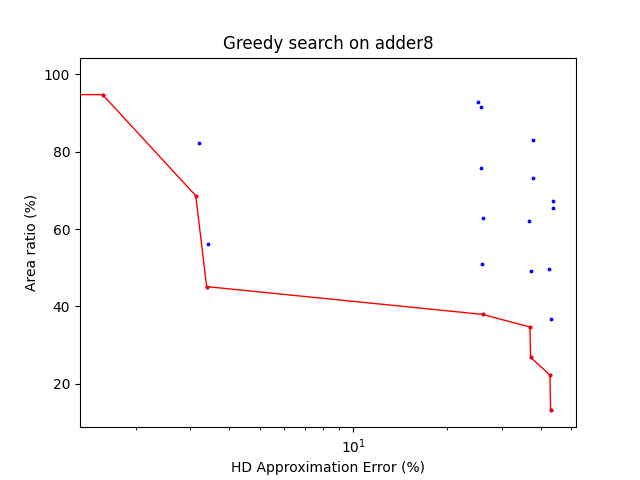 Greedy search on adder8
Area ratio (%)
100
80
60
40
20
10¹
HD Approximation Error (%)